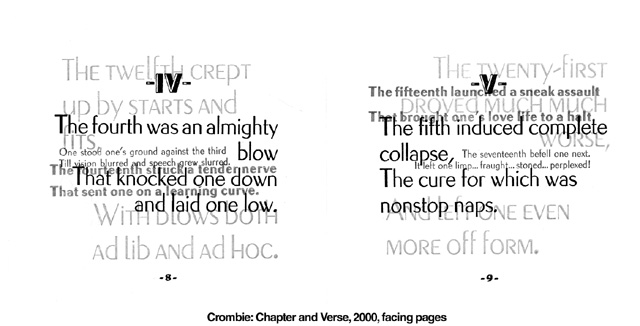 THE TWELFTH CREPT
-IV-
UP BY STARTS AND
The fourth was an almighty
FITS,
One stood one's ground against the third
blow
Till vision blurred and speech grew slurred.
The fourteenth struck a tender nerve
That knocked one down
That sent one on a learning curve.
and laid one low.
WITH BLOWS BOTH
AD LIB AND AD HOC.
-8-
THE TWENTY-FIRST
-V-
The fifteenth launched a sneak assault
PROVED MUCH MUCH
That brought one's love life to a halt,
The fifth induced complete
WORSE,
collapse,
The seventeenth befell one next.
It left one limp... fraught... stoned... perplexed!
The cure for which was
nonstop naps.
AND LEFT ONE EVEN
MORE OFF FORM.
-9-
Crombie: Chapter and Verse, 2000, facing pages